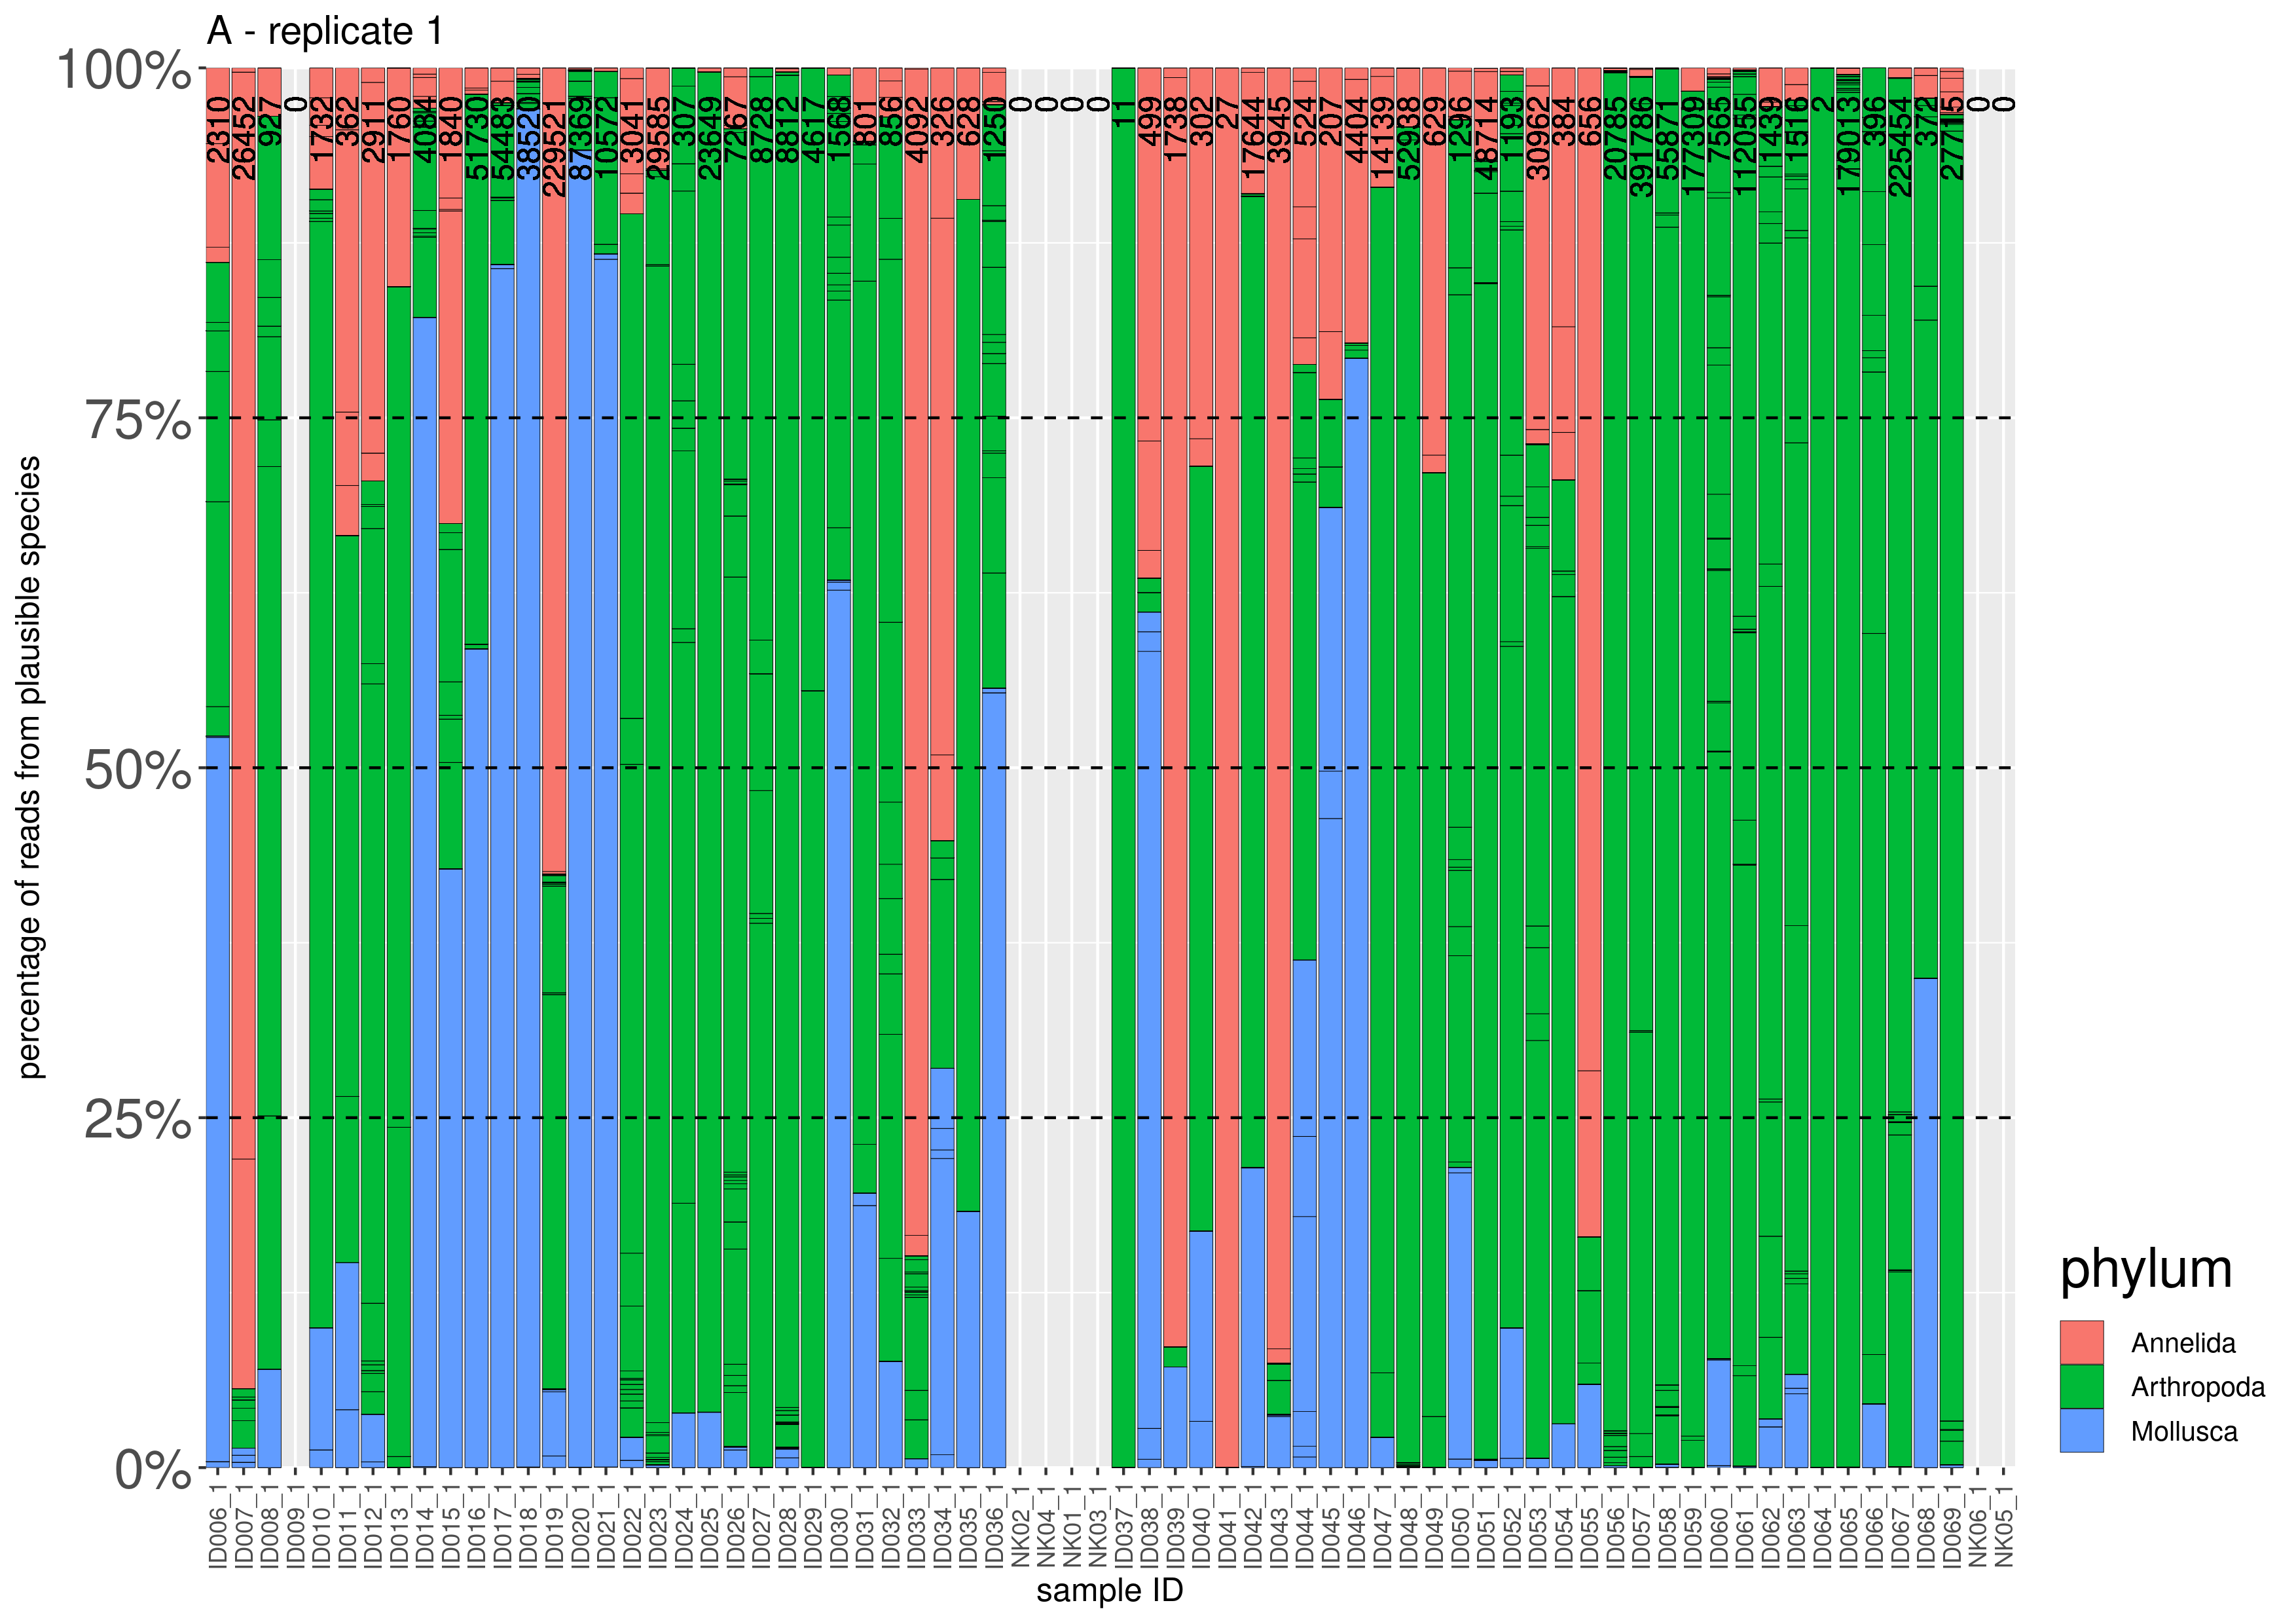 A - replicate 1
100%
75%
50%
25%
0%
percentage of reads from plausible species
2310
26452
927
0
1732
362
2911
1760
4084
1840
51730
54483
38520
229521
87369
10572
3041
29585
307
23649
7267
8728
8812
4617
1568
801
856
4092
326
628
1250
0
0
0
0
11
499
1738
302
27
17644
3945
524
207
4404
14139
52938
629
1296
48714
1193
30962
384
656
20785
391786
55871
177309
7565
112035
1439
1516
2
179013
396
225454
372
2715
0
0
ID006_1
ID007_1
ID008_1
ID009_1
ID010_1
ID011_1
ID012_1
ID013_1
ID014_1
ID015_1
ID016_1
ID017_1
ID018_1
ID019_1
ID020_1
ID021_1
ID022_1
ID023_1
ID024_1
ID025_1
ID026_1
ID027_1
ID028_1
ID029_1
ID030_1
ID031_1
ID032_1
ID033_1
ID034_1
ID035_1
ID036_1
NK02_1
NK04_1
NK01_1
NK03_1
ID037_1
ID038_1
ID039_1
ID040_1
ID041_1
ID042_1
ID043_1
ID044_1
ID045_1
ID046_1
ID047_1
ID048_1
ID049_1
ID050_1
ID051_1
ID052_1
ID053_1
ID054_1
ID055_1
ID056_1
ID057_1
ID058_1
ID059_1
ID060_1
ID061_1
ID062_1
ID063_1
ID064_1
ID065_1
ID066_1
ID067_1
ID068_1
ID069_1
NK06_1
NK05_1
sample ID
phylum
Annelida
Arthropoda
Mollusca